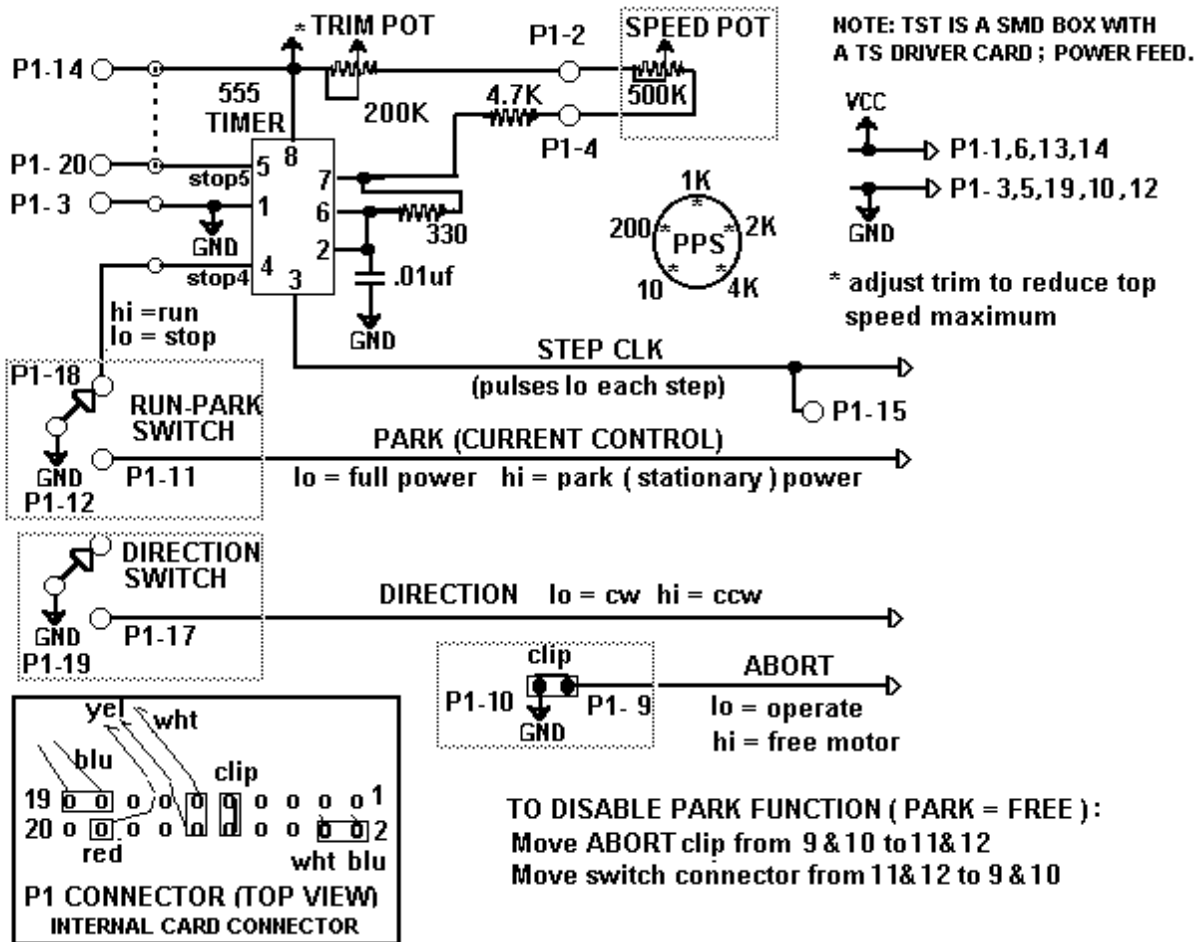 * TRIM POT
P1-2
SPEED POT
NOTE: TST IS A SMD BOX WITH
A TS DRIVER CARD ; POWER FEED.
P1-14
555
TIMER
200K
4.7K
500K
P1-4
VCC
P1-1,6,13,14
P1- 20
stop5
5
8
7
P1- 3
1
GND
6
330
2
stop4
4
3
.01uf
GND
P1- 3,5,19,10,12
GND
1K
200
PPS
2K
10
4K
* * * * *
* adjust trim to reduce top
speed maximum
hi =run
lo = stop
STEP CLK
(pulses lo each step)
P1-15
P1-18
RUN-PARK
SWITCH
GND
P1-12
P1-11
PARK (CURRENT CONTROL)
lo = full power hi = park ( stationary ) power
DIRECTION
SWITCH
GND
P1-19
P1-17
DIRECTION lo = cw hi = ccw
clip
P1-10
GND
P1- 9
ABORT
lo = operate
hi = free motor
yel
wht
blu
clip
19 o o o o o o o o o o 1
20 o o o o o o o o o o 2
red
wht blu
P1 CONNECTOR (TOP VIEW)
INTERNAL CARD CONNECTOR
TO DISABLE PARK FUNCTION ( PARK = FREE ) :
Move ABORT clip from 9 &10 to11&12
Move switch connector from 11&12 to 9 &10